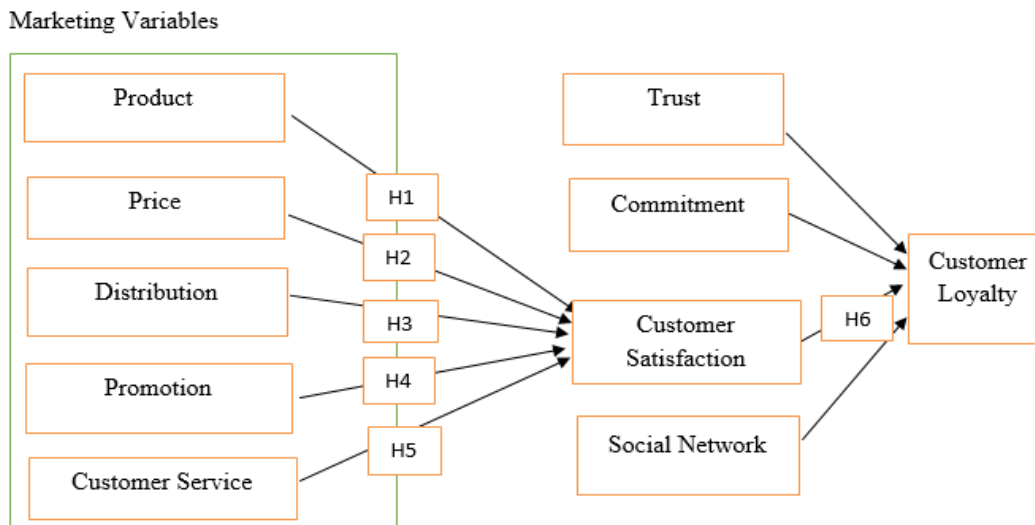 Marketing Variables
Product
Price
Distribution
Promotion
Customer Service
H1
H2
H3
H4
H5
Trust
Commitment
Customer
Satisfaction
Social Network
H6
Customer
Loyalty